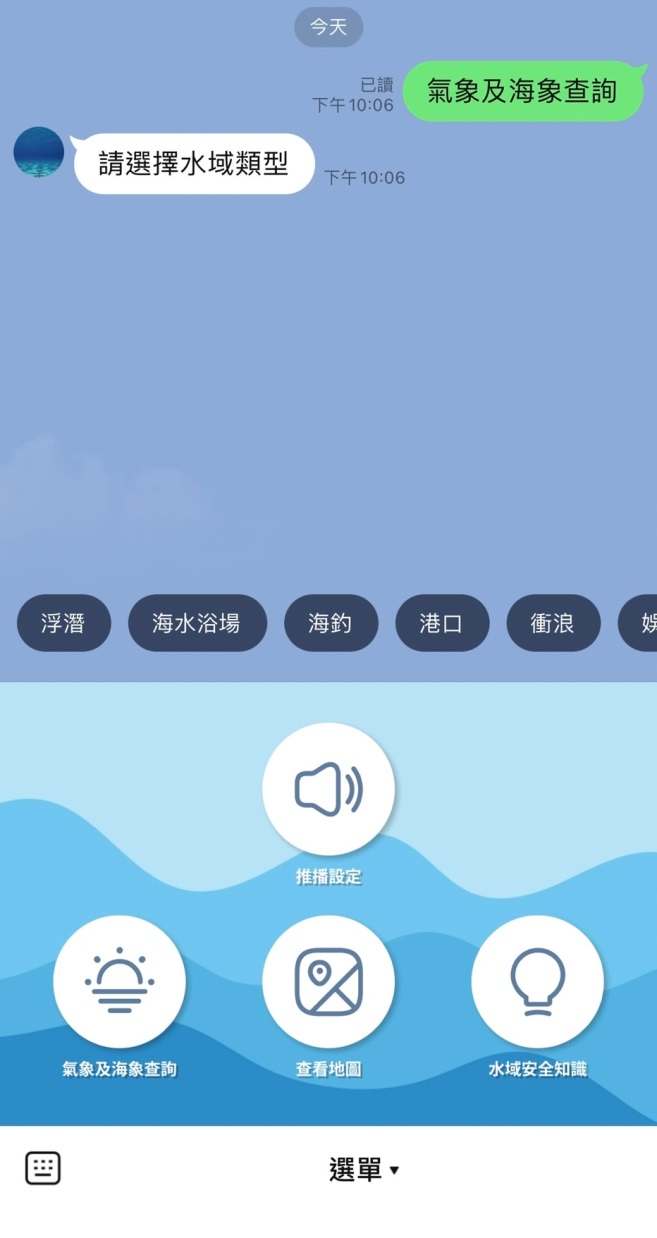 今天
已讀
下午10:06
氣象及海象查詢
請選擇水域類型
下午10:06
浮潛
海水浴場
海釣
港口
衝浪
娛
推播設定
氣象及海象查詢
查看地圖
水域安全知識
選單